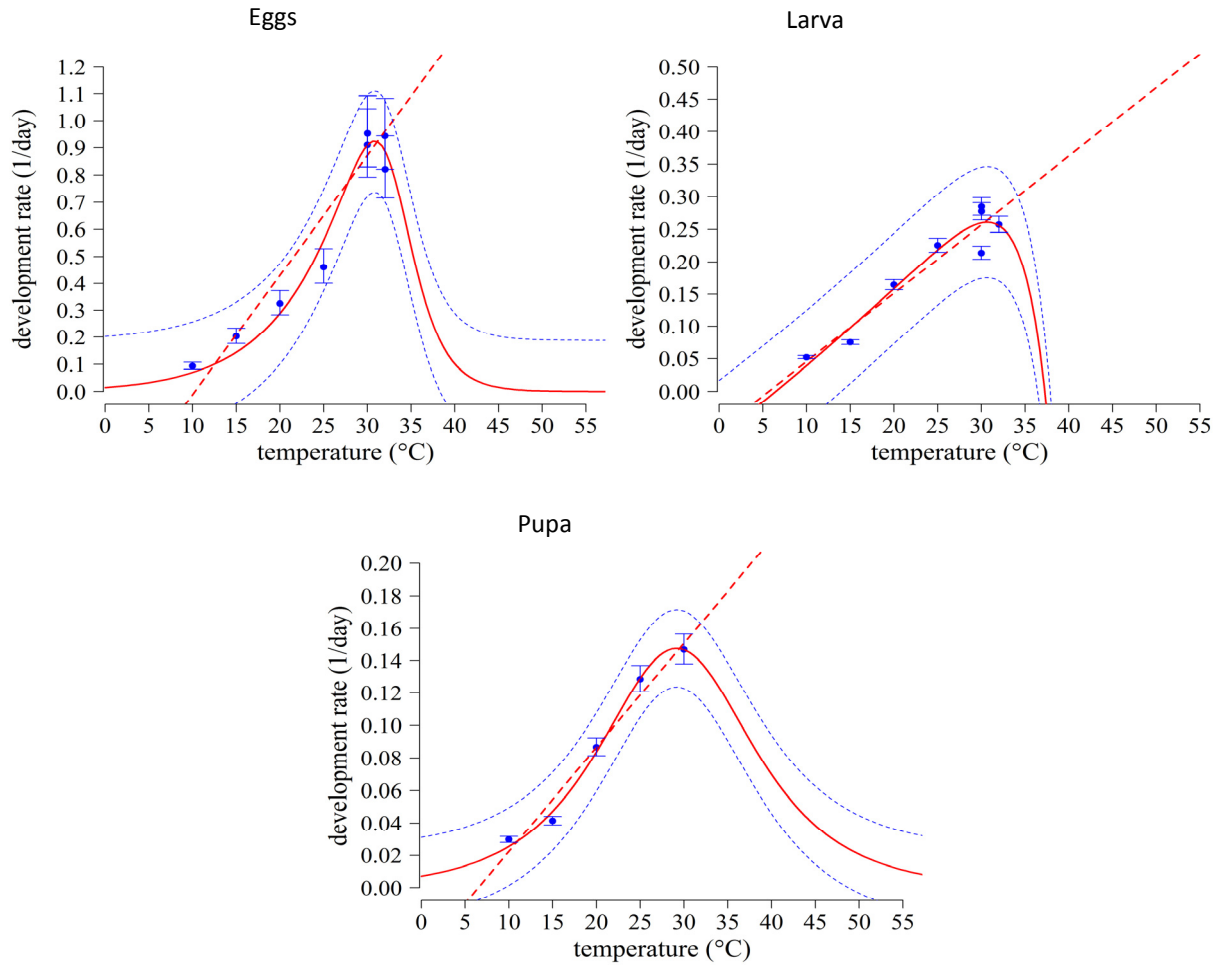 Eggs
Larva
1.2
1.1
1.0
0.9
0.8
0.7
0.6
0.5
0.4
0.3
0.2
0.1
0.0
development rate (1/day)
0 5 10 15 20 25 30 35 40 45 50 55
temperature (°C)
0.50
0.45
0.40
0.35
0.30
0.25
0.20
0.15
0.10
0.05
0.00
development rate (1/day)
0 5 10 15 20 25 30 35 40 45 50 55
temperature (°C)
Pupa
0.20
0.18
0.16
0.14
0.12
0.10
0.08
0.06
0.04
0.02
0.00
development rate (1/day)
0 5 10 15 20 25 30 35 40 45 50 55
temperature (°C)